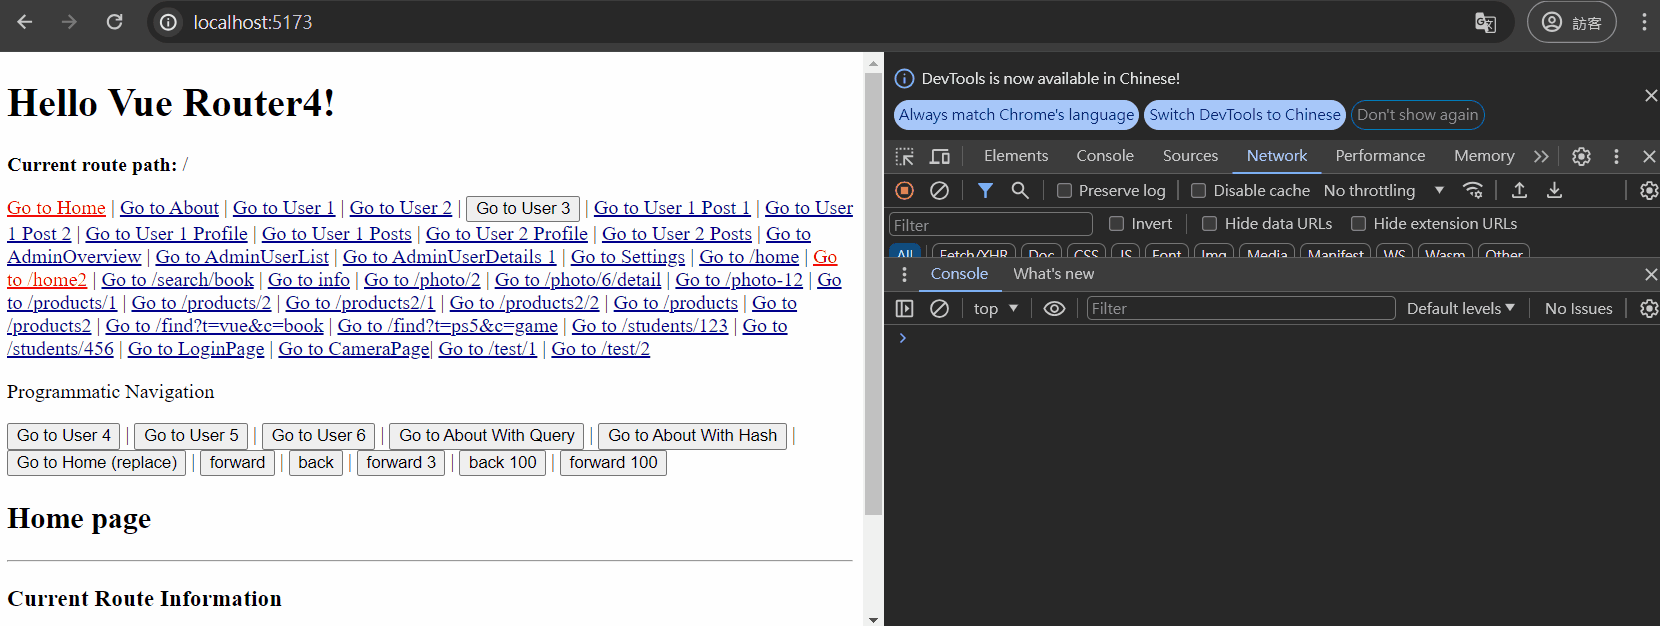 localhost:5173
訪客
Hello Vue Router4!
Current route path: /
Go to Home | Go to About | Go to User 1 | Go to User 2 | Go to User 3 | Go to User 1 Post 1 | Go to User
1 Post 2 | Go to User 1 Profile | Go to User 1 Posts | Go to User 2 Profile | Go to User 2 Posts | Go to
AdminOverview | Go to AdminUserList | Go to AdminUserDetails 1 | Go to Settings | Go to /home | Go
to /home2 | Go to /search/book | Go to info | Go to /photo/2 | Go to /photo/6/detail | Go to /photo-12 | Go
to /products/1 | Go to /products/2 | Go to /products2/1 | Go to /products2/2 | Go to /products | Go to
/products2 | Go to /find?t=vue&c=book | Go to /find?t=ps5&c=game | Go to /students/123 | Go to
/students/456 | Go to LoginPage | Go to CameraPage| Go to /test/1 | Go to /test/2
Programmatic Navigation
Go to User 4 | Go to User 5 | Go to User 6 | Go to About With Query | Go to About With Hash |
Go to Home (replace) | forward | back | forward 3 | back 100 | forward 100
Home page
Current Route Information
DevTools is now available in Chinese!
Always match Chrome's language Switch DevTools to Chinese Don't show again
Elements Console Sources Network Performance Memory
Preserve log Disable cache No throttling
Filter Invert Hide data URLs Hide extension URLs
All Fetch/XHR Doc CSS JS Font Img Media Manifest WS Wasm Other
Console What's new
top Filter Default levels No Issues